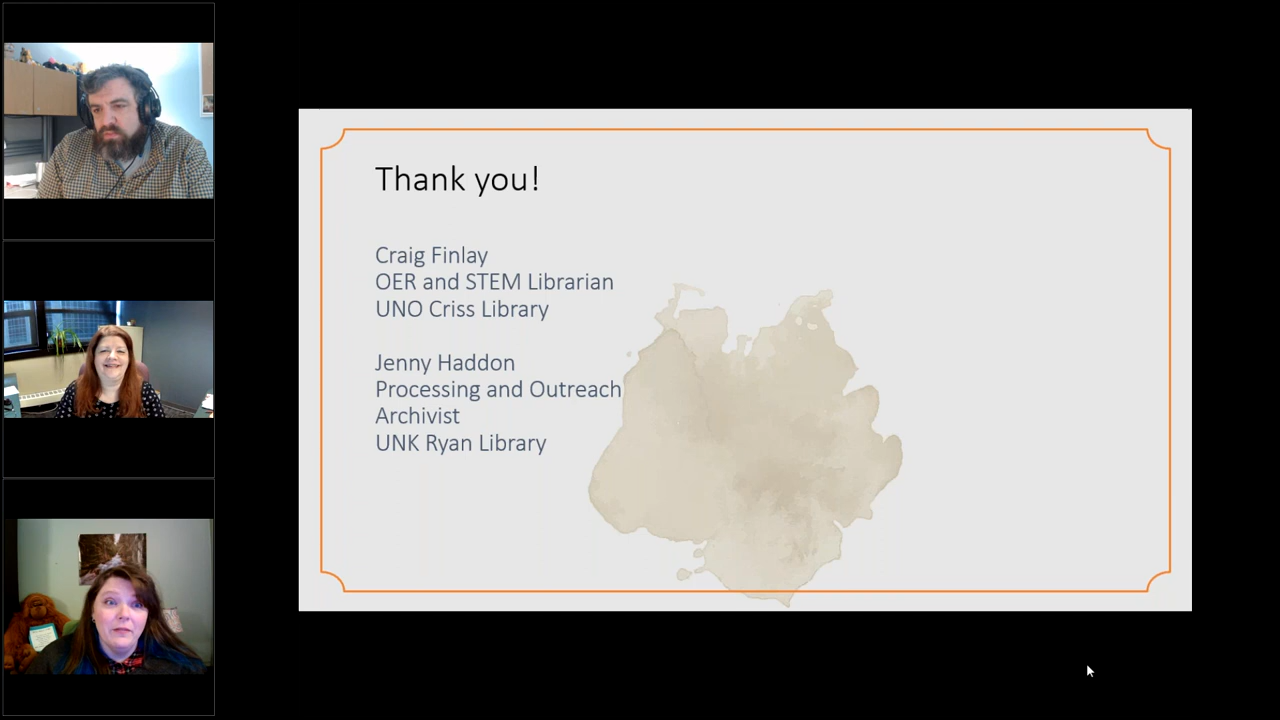 Thank you!
Craig Finlay
OER and STEM Librarian
UNO Criss Library
Jenny Haddon
Processing and Outreach
Archivist
UNK Ryan Library